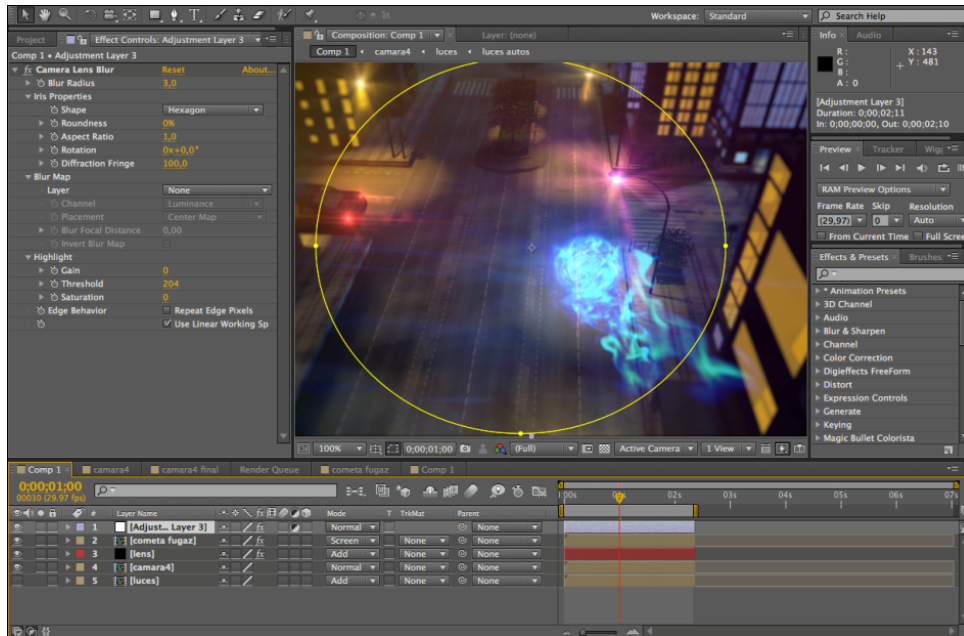 Workspace: Standard
Search Help
Project Effect Controls: Adjustment Layer 3
Comp 1 • Adjustment Layer 3
fx Camera Lens Blur Reset About...
Blur Radius 3,0
Iris Properties
Shape Hexagon
Roundness 0%
Aspect Ratio 1,0
Rotation 0x+0,0°
Diffraction Fringe 100,0
Blur Map
Layer None
Channel Luminance
Placement Center Map
Blur Focal Distance 0,00
Invert Blur Map
Highlight
Gain 0
Threshold 204
Saturation 0
Edge Behavior Repeat Edge Pixels
Use Linear Working Sp
Composition: Comp 1 Layer: (none)
Comp 1 camara4 luces luces autos
100% 0;00;01;00 (Full) Active Camera 1 View
Info Audio
R : X : 143
G : Y : 481
B :
A : 0
[Adjustment Layer 3]
Duration: 0;00;02;11
In: 0;00;00;00, Out: 0;00;02;10
Preview Tracker Wig
RAM Preview Options
Frame Rate Skip Resolution
(29,97) 0 Auto
From Current Time Full Scree
Effects & Presets Brushes
* Animation Presets
3D Channel
Audio
Blur & Sharpen
Channel
Color Correction
Digieffects FreeForm
Distort
Expression Controls
Generate
Keying
Magic Bullet Colorista
Comp 1 camara4 camara4 final Render Queue cometa fugaz Comp 1
0;00;01;00
00030 (29.97 fps)
# Layer Name Mode T TrkMat Parent
1 [Adjust... Layer 3] Normal None
2 [cometa fugaz] Screen None None
3 [lens] Add None None
4 [camara4] Normal None None
5 [luces] Add None None
02s 03s 04s 05s 06s 07s